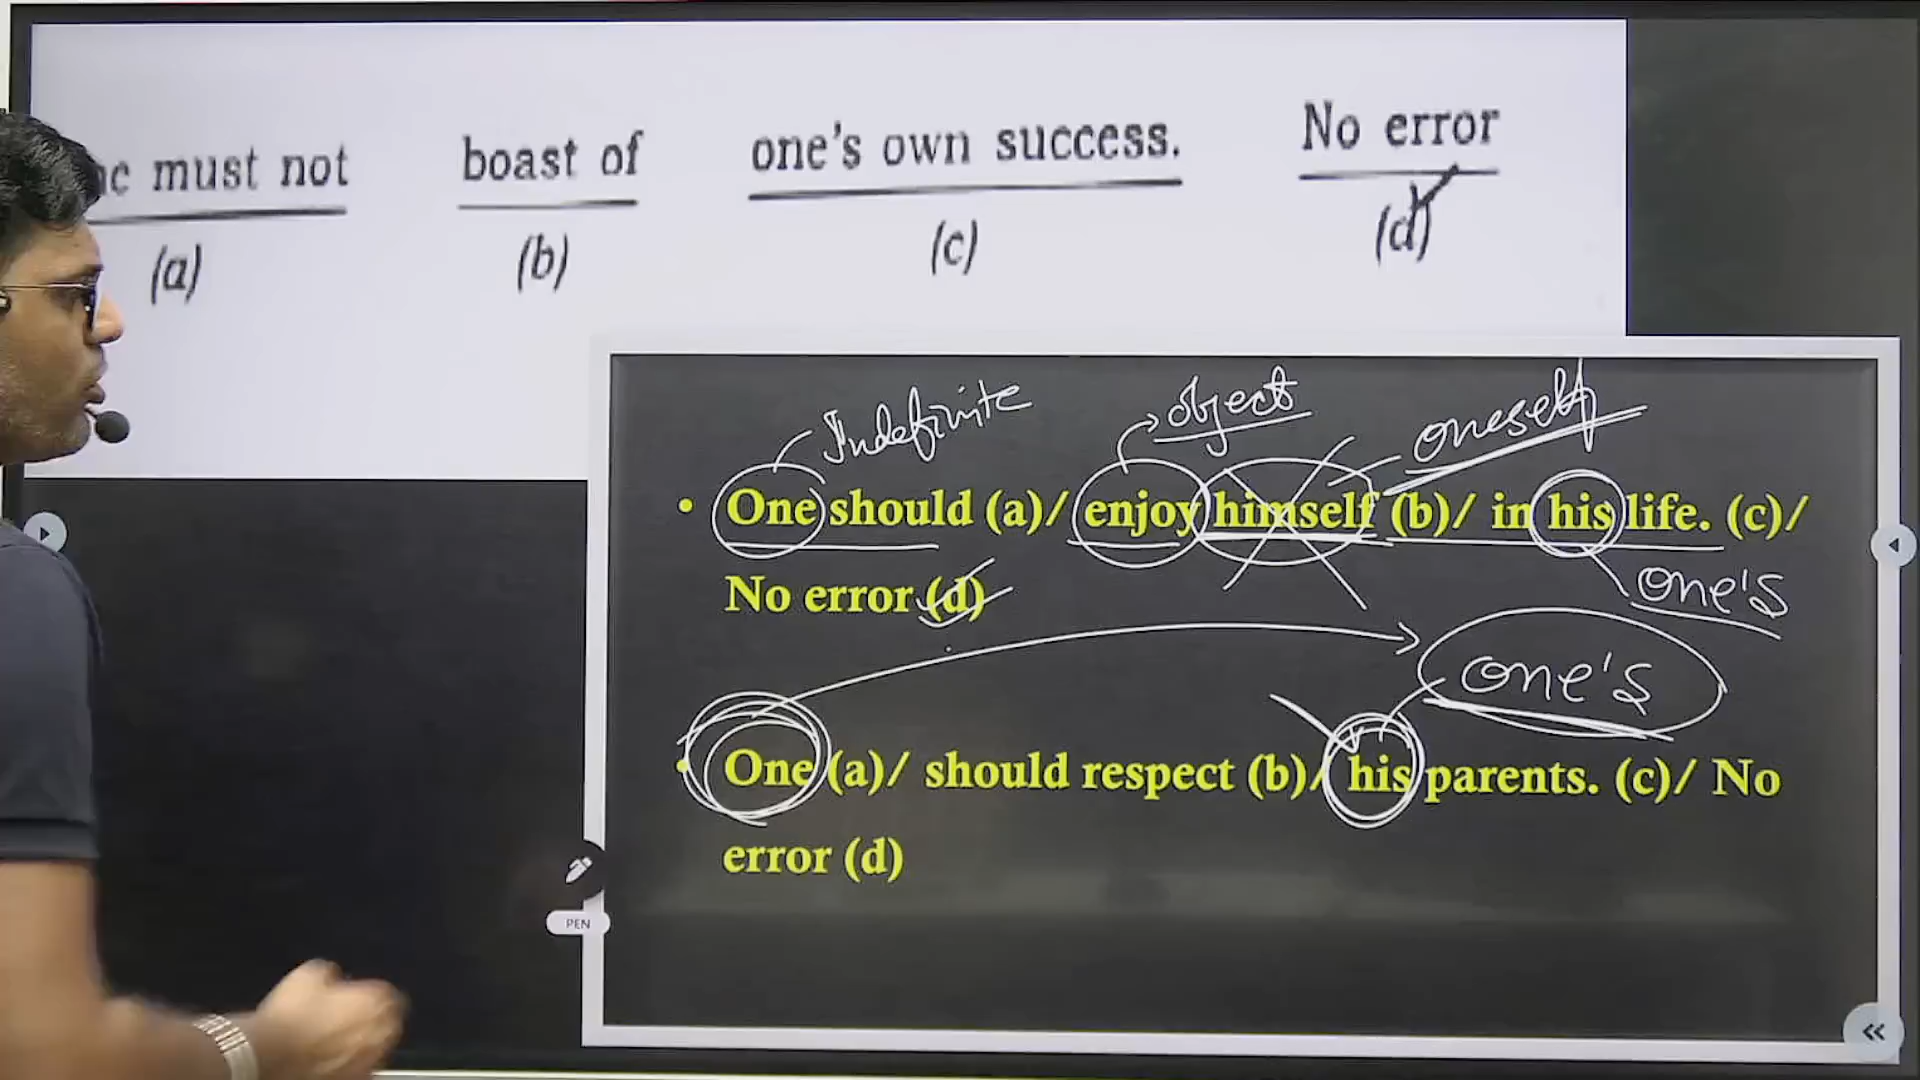 must not boast of one's own success. No error
(a) (b) (c) (d)
Indefinite object oneself
• One should (a)/ enjoy himself (b)/ in his life. (c)/
No error (d)
one's
one's
• One (a)/ should respect (b)/ his parents. (c)/ No
error (d)
PEN